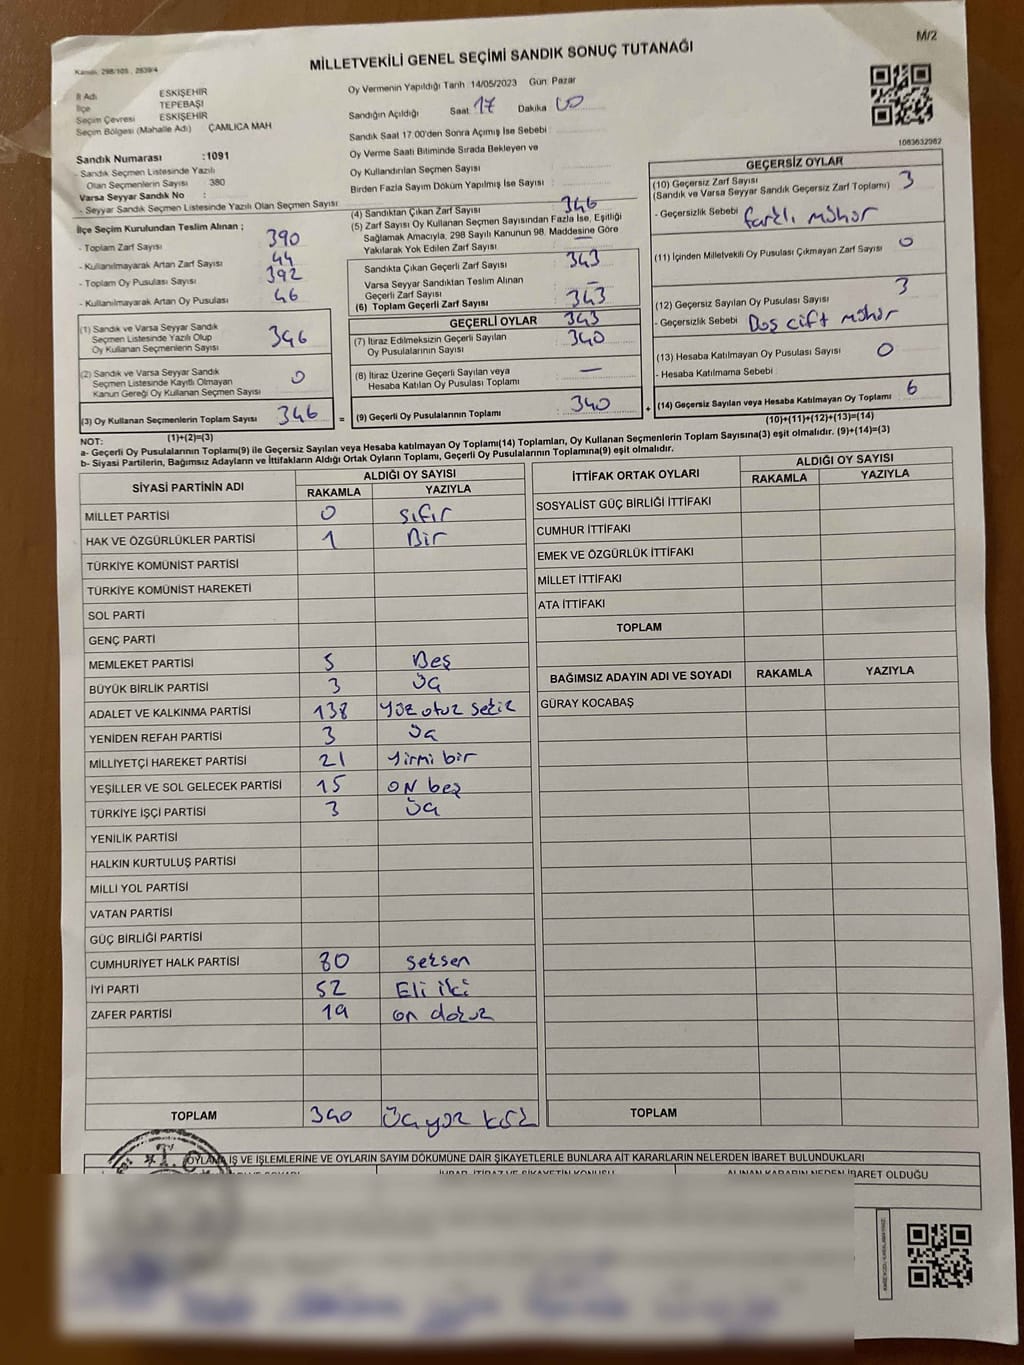 M/2
Kanun: 298/105 , 2839/4
MİLLETVEKİLİ GENEL SEÇİMİ SANDIK SONUÇ TUTANAĞI
İl Adı ESKİŞEHİR
İlçe TEPEBAŞI
Seçim Çevresi ESKİŞEHİR
Seçim Bölgesi (Mahalle Adı) ÇAMLICA MAH
Sandık Numarası :1091
- Sandık Seçmen Listesinde Yazılı
Olan Seçmenlerin Sayısı 380
Varsa Seyyar Sandık No :
- Seyyar Sandık Seçmen Listesinde Yazılı Olan Seçmen Sayısı
Oy Vermenin Yapıldığı Tarih 14/05/2023 Gün: Pazar
Sandığın Açıldığı Saat 17 Dakika 00
Sandık Saat 17.00'den Sonra Açımış İse Sebebi :
Oy Verme Saati Bitiminde Sırada Bekleyen ve
Oy Kullandırılan Seçmen Sayısı
Birden Fazla Sayım Döküm Yapılmış İse Sayısı :
1083632982
İlçe Seçim Kurulundan Teslim Alınan ;
- Toplam Zarf Sayısı 390
- Kullanılmayarak Artan Zarf Sayısı 44
- Toplam Oy Pusulası Sayısı 392
- Kullanılmayarak Artan Oy Pusulası 46
(1) Sandık ve Varsa Seyyar Sandık
Seçmen Listesinde Yazılı Olup
Oy Kullanan Seçmenlerin Sayısı 346
(2) Sandık ve Varsa Seyyar Sandık
Seçmen Listesinde Kayıtlı Olmayan
Kanun Gereği Oy Kullanan Seçmen Sayısı 0
(3) Oy Kullanan Seçmenlerin Toplam Sayısı 346
(1)+(2)=(3)
(4) Sandıktan Çıkan Zarf Sayısı 346
(5) Zarf Sayısı Oy Kullanan Seçmen Sayısından Fazla İse, Eşitliği
Sağlamak Amacıyla, 298 Sayılı Kanunun 98. Maddesine Göre
Yakılarak Yok Edilen Zarf Sayısı —
Sandıkta Çıkan Geçerli Zarf Sayısı 343
Varsa Seyyar Sandıktan Teslim Alınan
Geçerli Zarf Sayısı —
(6) Toplam Geçerli Zarf Sayısı 343
GEÇERLİ OYLAR 343
(7) İtiraz Edilmeksizin Geçerli Sayılan
Oy Pusulalarının Sayısı 340
(8) İtiraz Üzerine Geçerli Sayılan veya
Hesaba Katılan Oy Pusulası Toplamı —
= (9) Geçerli Oy Pusulalarının Toplamı 340
GEÇERSİZ OYLAR
(10) Geçersiz Zarf Sayısı 3
(Sandık ve Varsa Seyyar Sandık Geçersiz Zarf Toplamı)
- Geçersizlik Sebebi farklı mühür
(11) İçinden Milletvekili Oy Pusulası Çıkmayan Zarf Sayısı 0
(12) Geçersiz Sayılan Oy Pusulası Sayısı 3
- Geçersizlik Sebebi Boş çift mühür
(13) Hesaba Katılmayan Oy Pusulası Sayısı 0
- Hesaba Katılmama Sebebi
+ (14) Geçersiz Sayılan veya Hesaba Katılmayan Oy Toplamı 6
(10)+(11)+(12)+(13)=(14)
NOT:
a- Geçerli Oy Pusulalarının Toplamı(9) ile Geçersiz Sayılan veya Hesaba katılmayan Oy Toplamı(14) Toplamları, Oy Kullanan Seçmenlerin Toplam Sayısına(3) eşit olmalıdır. (9)+(14)=(3)
b- Siyasi Partilerin, Bağımsız Adayların ve İttifakların Aldığı Ortak Oyların Toplamı, Geçerli Oy Pusulalarının Toplamına(9) eşit olmalıdır.
SİYASİ PARTİNİN ADI ALDIĞI OY SAYISI
RAKAMLA YAZIYLA
MİLLET PARTİSİ 0 sıfır
HAK VE ÖZGÜRLÜKLER PARTİSİ 1 Bir
TÜRKİYE KOMÜNİST PARTİSİ
TÜRKİYE KOMÜNİST HAREKETİ
SOL PARTİ
GENÇ PARTİ
MEMLEKET PARTİSİ 5 Beş
BÜYÜK BİRLİK PARTİSİ 3 Üç
ADALET VE KALKINMA PARTİSİ 138 Yüz otuz sekiz
YENİDEN REFAH PARTİSİ 3 Üç
MİLLİYETÇİ HAREKET PARTİSİ 21 Yirmi bir
YEŞİLLER VE SOL GELECEK PARTİSİ 15 ON beş
TÜRKİYE İŞÇİ PARTİSİ 3 Üç
YENİLİK PARTİSİ
HALKIN KURTULUŞ PARTİSİ
MİLLİ YOL PARTİSİ
VATAN PARTİSİ
GÜÇ BİRLİĞİ PARTİSİ
CUMHURİYET HALK PARTİSİ 80 seksen
İYİ PARTİ 52 Eli iki
ZAFER PARTİSİ 19 on dokuz
TOPLAM 340 Üçyüz kırk
İTTİFAK ORTAK OYLARI ALDIĞI OY SAYISI
RAKAMLA YAZIYLA
SOSYALİST GÜÇ BİRLİĞİ İTTİFAKI
CUMHUR İTTİFAKI
EMEK VE ÖZGÜRLÜK İTTİFAKI
MİLLET İTTİFAKI
ATA İTTİFAKI
TOPLAM
BAĞIMSIZ ADAYIN ADI VE SOYADI RAKAMLA YAZIYLA
GÜRAY KOCABAŞ
TOPLAM
OYLAMA İŞ VE İŞLEMLERİNE VE OYLARIN SAYIM DÖKÜMÜNE DAİR ŞİKAYETLERLE BUNLARA AİT KARARLARIN NELERDEN İBARET BULUNDUKLARI
İHBAR, İTİRAZ VE ŞİKAYETİN KONUSU ALINAN KARARIN NEDEN İBARET OLDUĞU